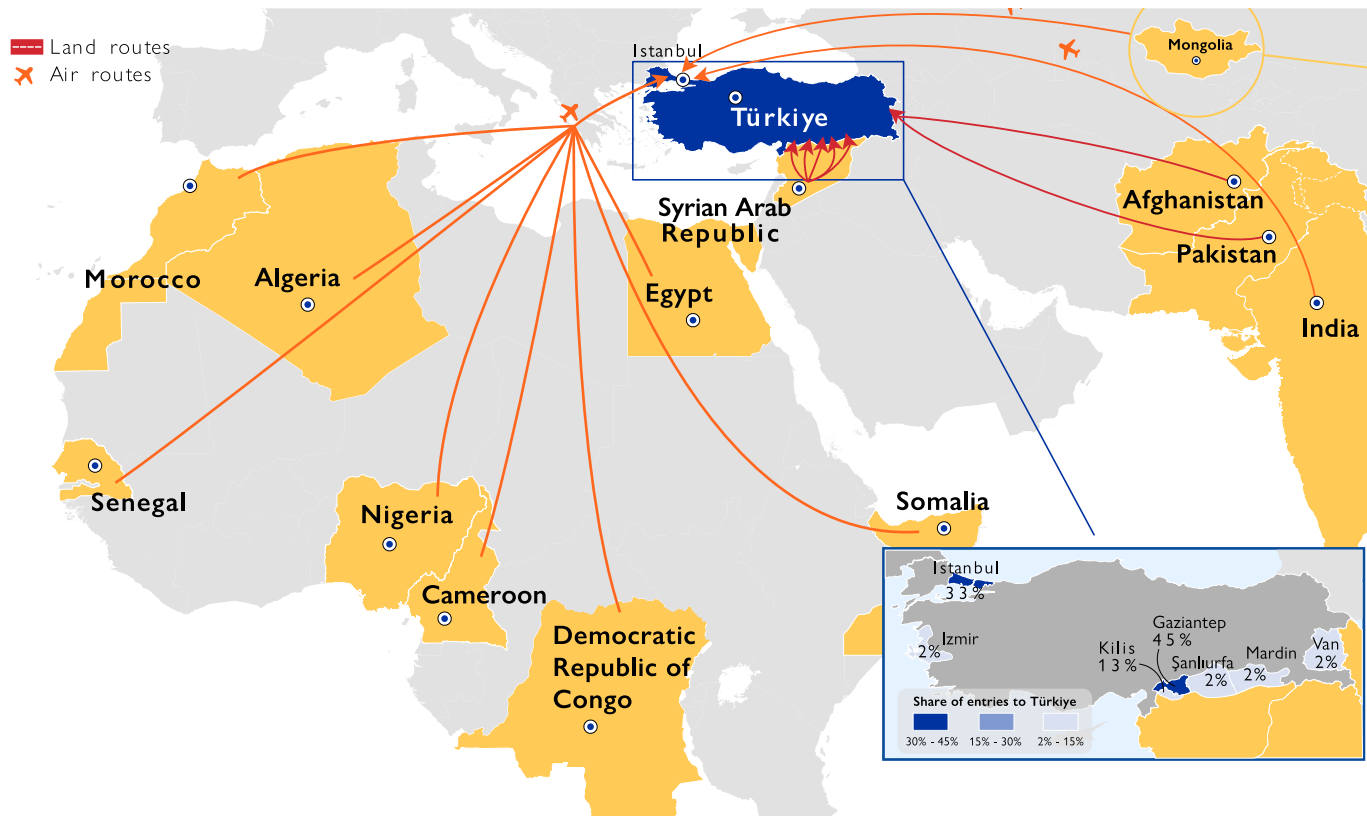 Land routes
Air routes
Istanbul
Mongolia
Türkiye
Syrian Arab
Republic
Afghanistan
Pakistan
India
Morocco
Algeria
Egypt
Senegal
Nigeria
Cameroon
Democratic
Republic of
Congo
Somalia
Istanbul
33%
Izmir
2%
Gaziantep
45%
Kilis
13%
Şanlıurfa
2%
Mardin
2%
Van
2%
Share of entries to Türkiye
30% - 45%
15% - 30%
2% - 15%